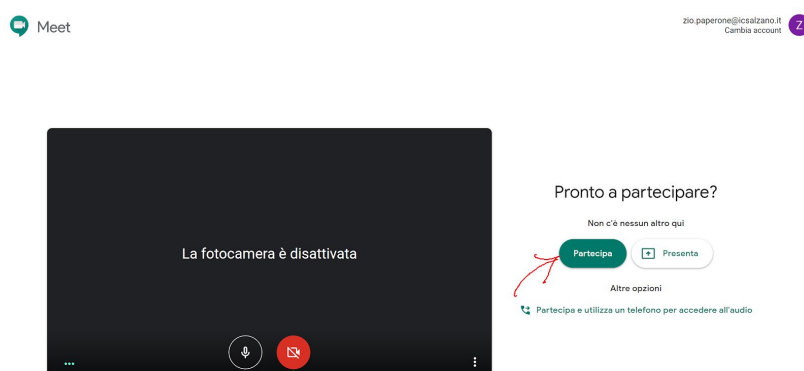 Meet
zio.paperone@icsalzano.it
Cambia account
Z
La fotocamera è disattivata
Pronto a partecipare?
Non c'è nessun altro qui
Partecipa
Presenta
Altre opzioni
Partecipa e utilizza un telefono per accedere all'audio